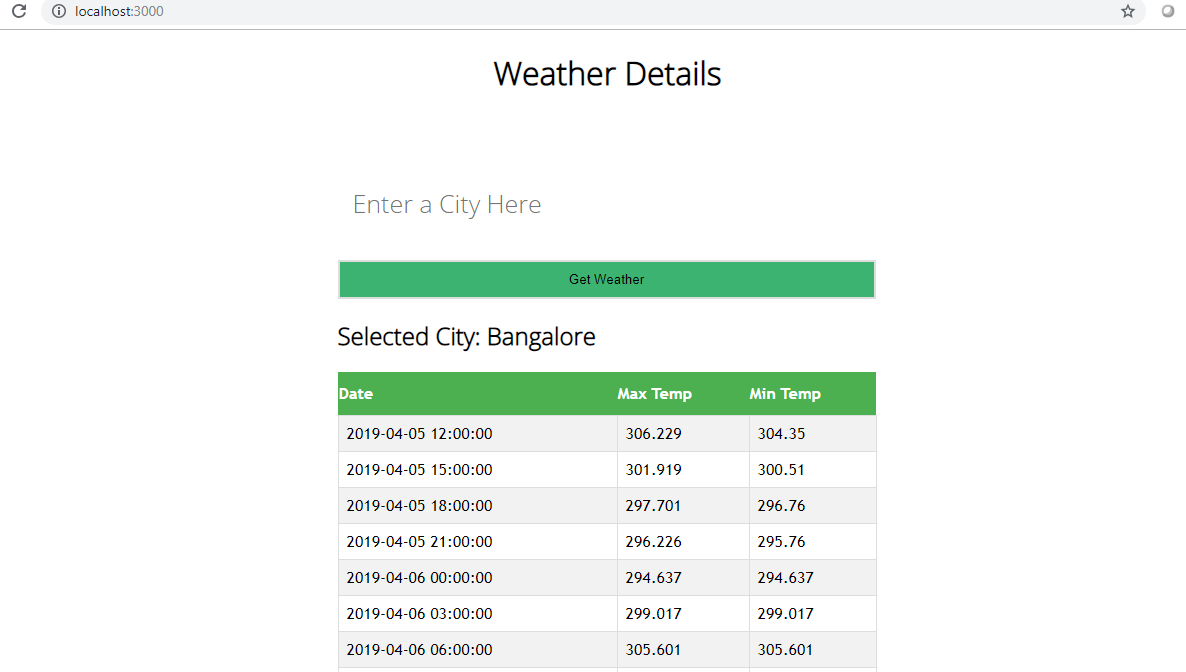 localhost:3000
Weather Details
Enter a City Here
Get Weather
Selected City: Bangalore
Date Max Temp Min Temp
2019-04-05 12:00:00 306.229 304.35
2019-04-05 15:00:00 301.919 300.51
2019-04-05 18:00:00 297.701 296.76
2019-04-05 21:00:00 296.226 295.76
2019-04-06 00:00:00 294.637 294.637
2019-04-06 03:00:00 299.017 299.017
2019-04-06 06:00:00 305.601 305.601